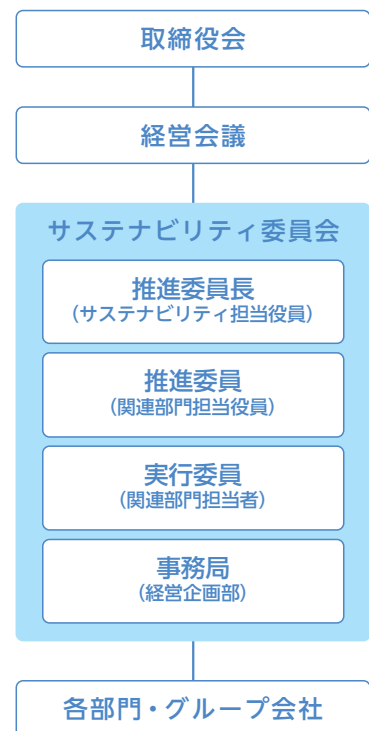 取締役会
経営会議
サステナビリティ委員会
推進委員長
（サステナビリティ担当役員）
推進委員
（関連部門担当役員）
実行委員
（関連部門担当者）
事務局
（経営企画部）
各部門・グループ会社